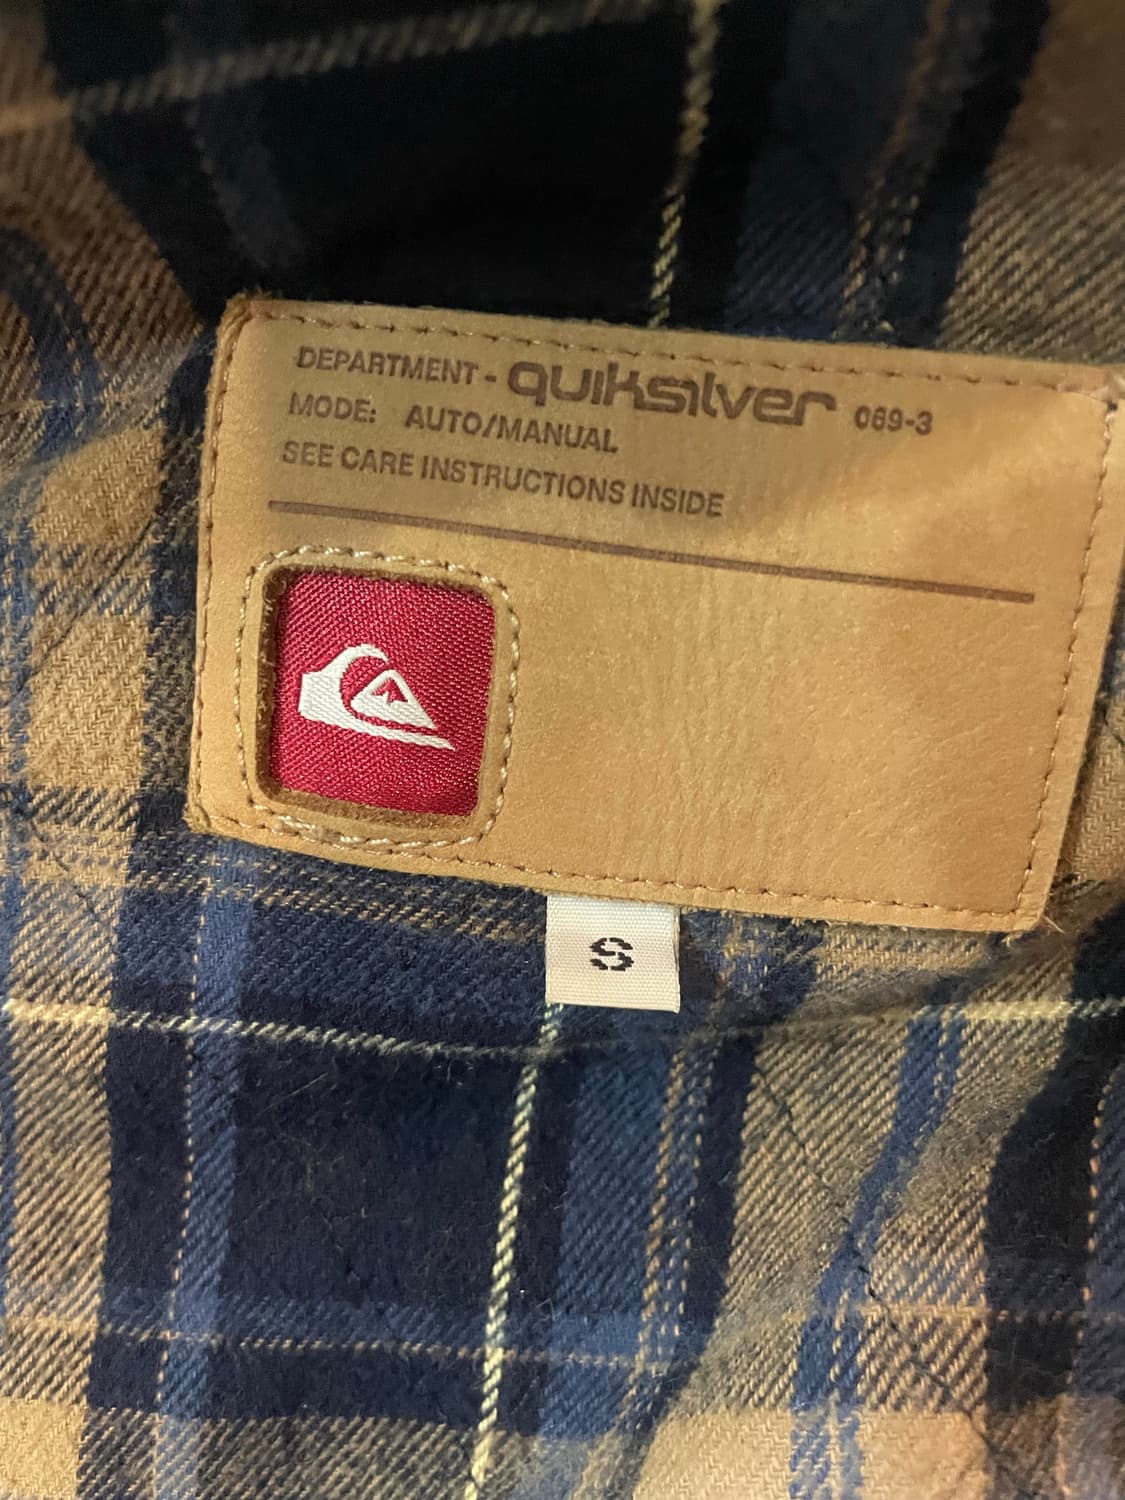 DEPARTMENT - quiksilver 069-3
MODE: AUTO/MANUAL
SEE CARE INSTRUCTIONS INSIDE
S